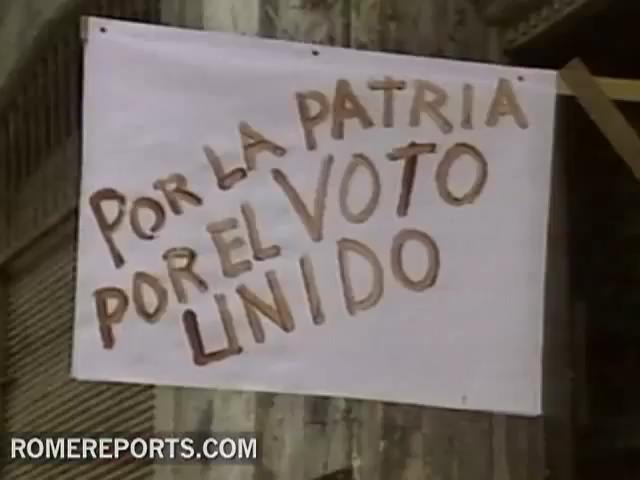 POR LA PATRIA
POR EL VOTO
UNIDO
ROMEREPORTS.COM